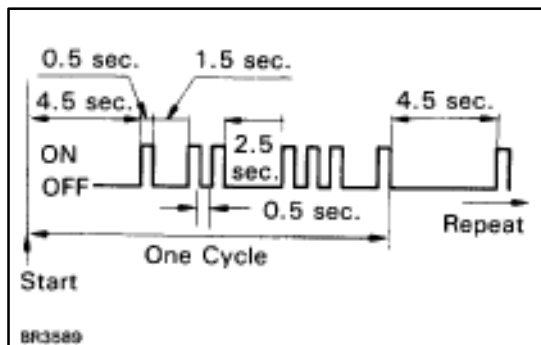 0.5 sec.
1.5 sec.
4.5 sec.
4.5 sec.
ON
2.5
sec.
OFF
0.5 sec.
Repeat
One Cycle
Start
BR3589